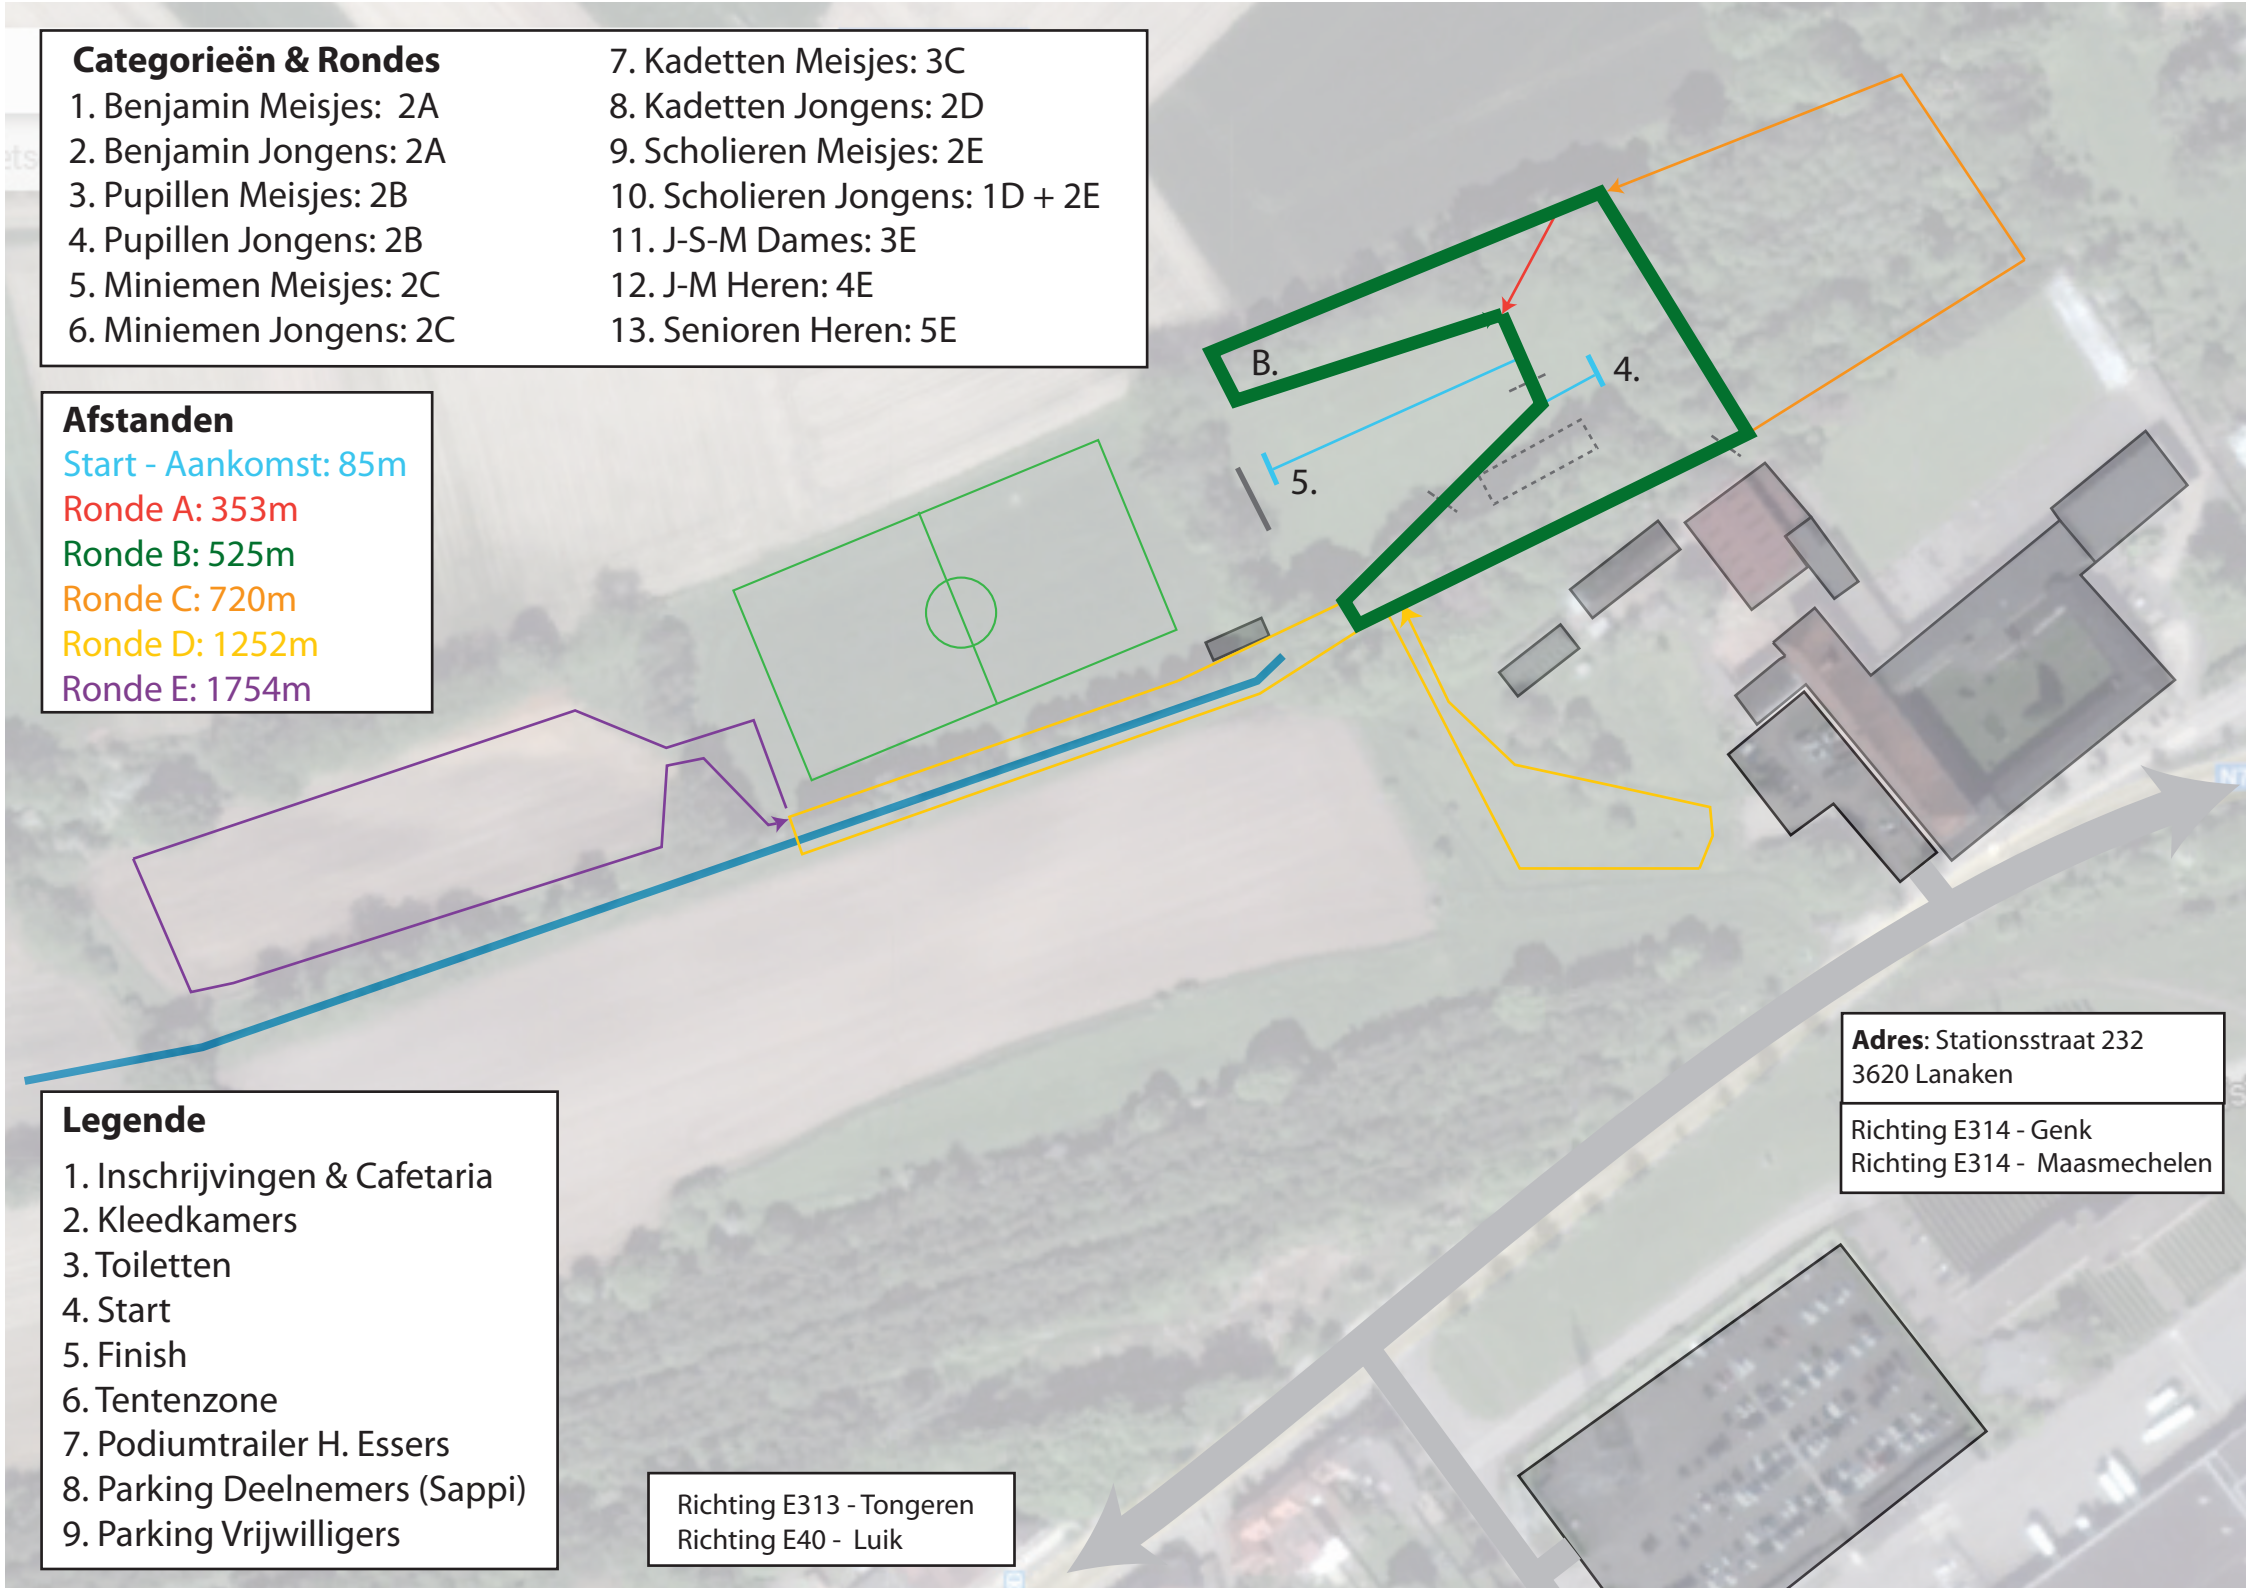 Categorieën & Rondes
1. Benjamin Meisjes: 2A
2. Benjamin Jongens: 2A
3. Pupillen Meisjes: 2B
4. Pupillen Jongens: 2B
5. Miniemen Meisjes: 2C
6. Miniemen Jongens: 2C
7. Kadetten Meisjes: 3C
8. Kadetten Jongens: 2D
9. Scholieren Meisjes: 2E
10. Scholieren Jongens: 1D + 2E
11. J-S-M Dames: 3E
12. J-M Heren: 4E
13. Senioren Heren: 5E
Afstanden
Start - Aankomst: 85m
Ronde A: 353m
Ronde B: 525m
Ronde C: 720m
Ronde D: 1252m
Ronde E: 1754m
B.
4.
5.
Adres: Stationsstraat 232
3620 Lanaken
Richting E314 - Genk
Richting E314 - Maasmechelen
Legende
1. Inschrijvingen & Cafetaria
2. Kleedkamers
3. Toiletten
4. Start
5. Finish
6. Tentenzone
7. Podiumtrailer H. Essers
8. Parking Deelnemers (Sappi)
9. Parking Vrijwilligers
Richting E313 - Tongeren
Richting E40 - Luik